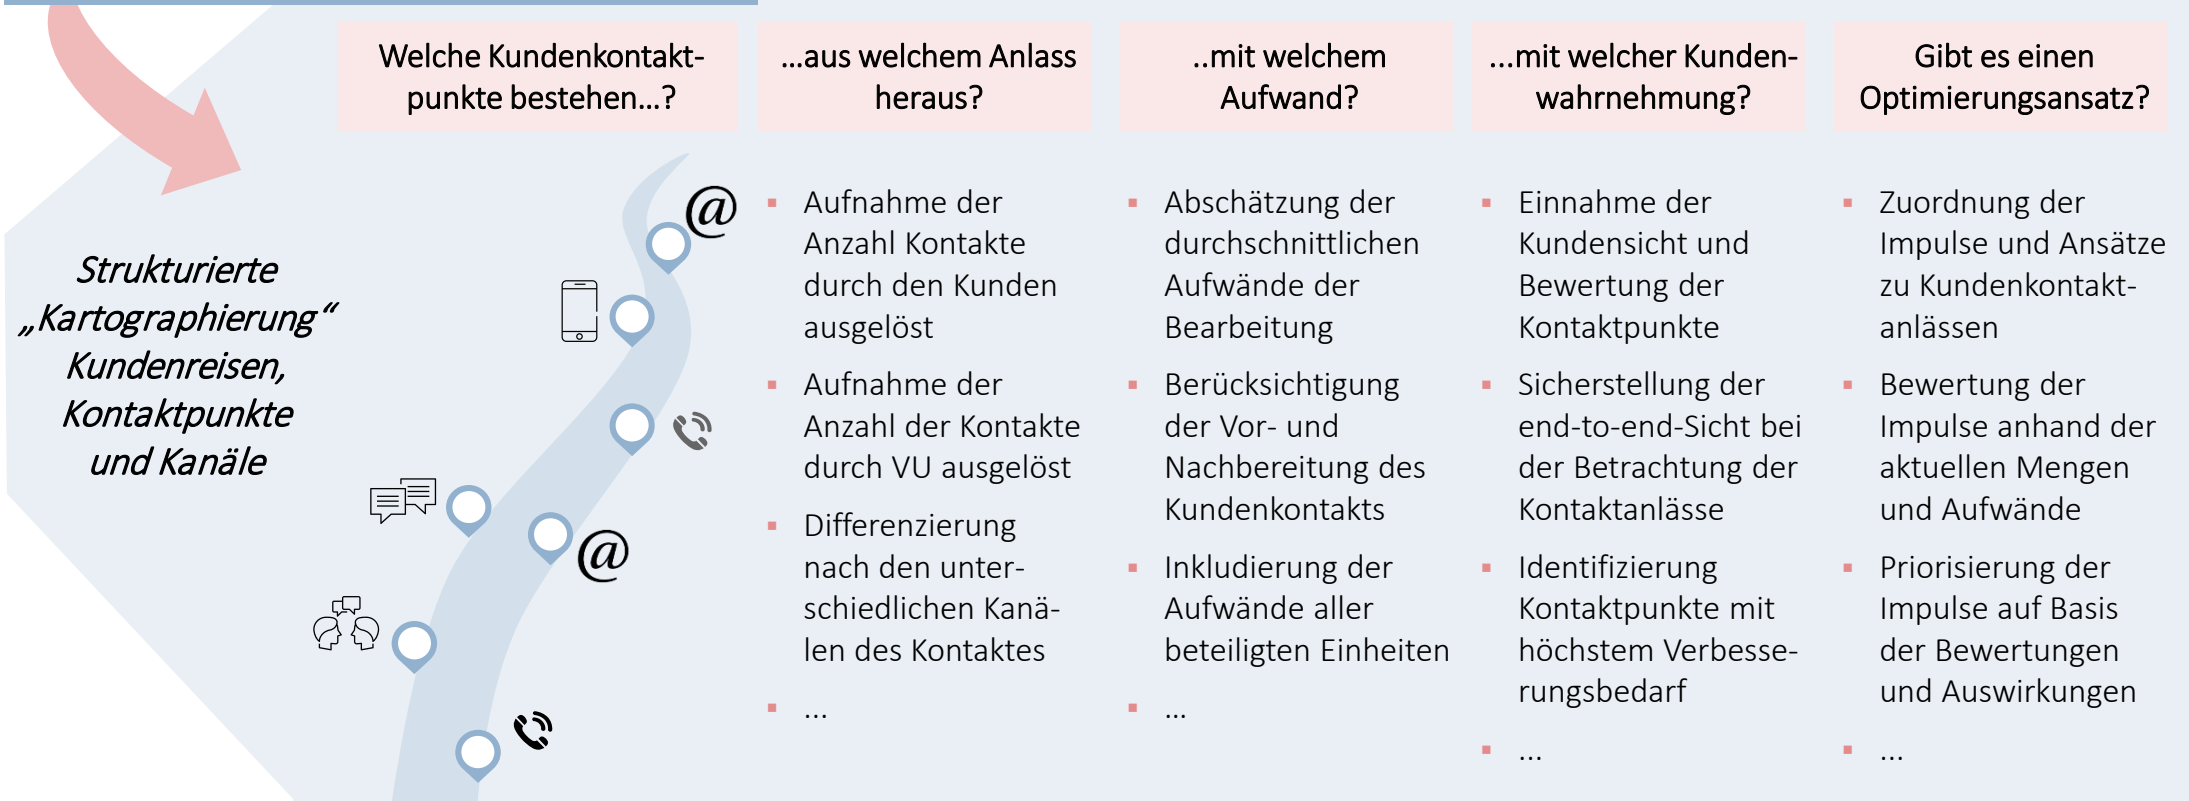 Welche Kundenkontakt-
punkte bestehen...?
...aus welchem Anlass
heraus?
..mit welchem
Aufwand?
...mit welcher Kunden-
wahrnehmung?
Gibt es einen
Optimierungsansatz?
Strukturierte
„Kartographierung“
Kundenreisen,
Kontaktpunkte
und Kanäle
@
@
▪ Aufnahme der
Anzahl Kontakte
durch den Kunden
ausgelöst
▪ Aufnahme der
Anzahl der Kontakte
durch VU ausgelöst
▪ Differenzierung
nach den unter-
schiedlichen Kanä-
len des Kontaktes
▪ ...
▪ Abschätzung der
durchschnittlichen
Aufwände der
Bearbeitung
▪ Berücksichtigung
der Vor- und
Nachbereitung des
Kundenkontakts
▪ Inkludierung der
Aufwände aller
beteiligten Einheiten
▪ ...
▪ Einnahme der
Kundensicht und
Bewertung der
Kontaktpunkte
▪ Sicherstellung der
end-to-end-Sicht bei
der Betrachtung der
Kontaktanlässe
▪ Identifizierung
Kontaktpunkte mit
höchstem Verbesse-
rungsbedarf
▪ ...
▪ Zuordnung der
Impulse und Ansätze
zu Kundenkontakt-
anlässen
▪ Bewertung der
Impulse anhand der
aktuellen Mengen
und Aufwände
▪ Priorisierung der
Impulse auf Basis
der Bewertungen
und Auswirkungen
▪ ...